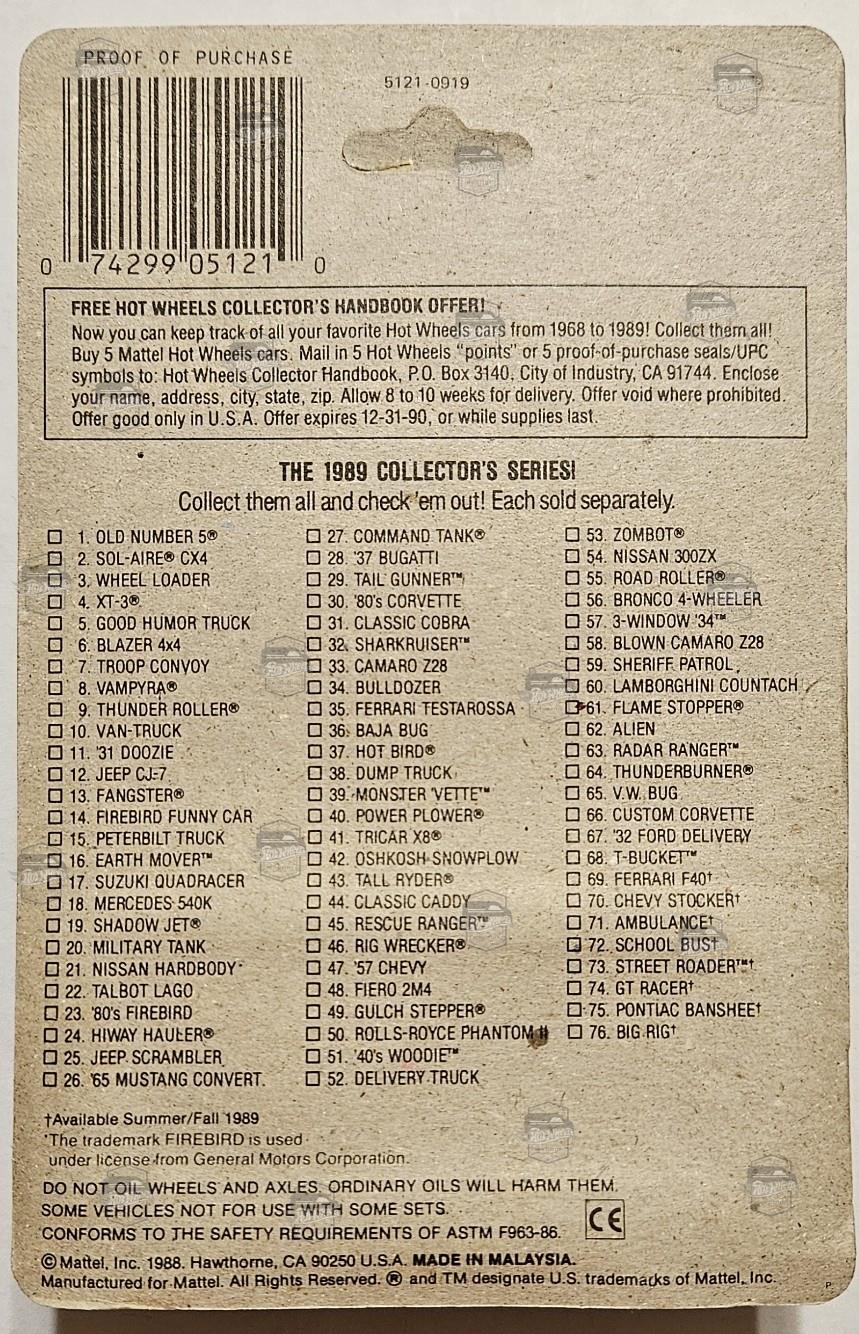 PROOF OF PURCHASE
5121-0919
0 74299 05121 0
FREE HOT WHEELS COLLECTOR'S HANDBOOK OFFER!
Now you can keep track of all your favorite Hot Wheels cars from 1968 to 1989! Collect them all!
Buy 5 Mattel Hot Wheels cars. Mail in 5 Hot Wheels "points" or 5 proof-of-purchase seals/UPC
symbols to: Hot Wheels Collector Handbook, P.O. Box 3140, City of Industry, CA 91744. Enclose
your name, address, city, state, zip. Allow 8 to 10 weeks for delivery. Offer void where prohibited.
Offer good only in U.S.A. Offer expires 12-31-90, or while supplies last.
THE 1989 COLLECTOR'S SERIES!
Collect them all and check 'em out! Each sold separately.
1. OLD NUMBER 5®
2. SOL-AIRE® CX4
3. WHEEL LOADER
4. XT-3®
5. GOOD HUMOR TRUCK
6. BLAZER 4x4
7. TROOP CONVOY
8. VAMPYRA®
9. THUNDER ROLLER®
10. VAN-TRUCK
11. '31 DOOZIE
12. JEEP CJ-7
13. FANGSTER®
14. FIREBIRD FUNNY CAR
15. PETERBILT TRUCK
16. EARTH MOVER™
17. SUZUKI QUADRACER
18. MERCEDES 540K
19. SHADOW JET®
20. MILITARY TANK
21. NISSAN HARDBODY
22. TALBOT LAGO
23. '80's FIREBIRD
24. HIWAY HAULER®
25. JEEP SCRAMBLER
26. '65 MUSTANG CONVERT.
27. COMMAND TANK®
28. '37 BUGATTI
29. TAIL GUNNER™
30. '80's CORVETTE
31. CLASSIC COBRA
32. SHARKRUISER™
33. CAMARO Z28
34. BULLDOZER
35. FERRARI TESTAROSSA
36. BAJA BUG
37. HOT BIRD®
38. DUMP TRUCK
39. MONSTER 'VETTE™
40. POWER PLOWER®
41. TRICAR X8®
42. OSHKOSH SNOWPLOW
43. TALL RYDER®
44. CLASSIC CADDY
45. RESCUE RANGER™
46. RIG WRECKER®
47. '57 CHEVY
48. FIERO 2M4
49. GULCH STEPPER®
50. ROLLS-ROYCE PHANTOM II
51. '40's WOODIE™
52. DELIVERY TRUCK
53. ZOMBOT®
54. NISSAN 300ZX
55. ROAD ROLLER®
56. BRONCO 4-WHEELER
57. 3-WINDOW '34™
58. BLOWN CAMARO Z28
59. SHERIFF PATROL
60. LAMBORGHINI COUNTACH
61. FLAME STOPPER®
62. ALIEN
63. RADAR RANGER™
64. THUNDERBURNER®
65. V.W. BUG
66. CUSTOM CORVETTE
67. '32 FORD DELIVERY
68. T-BUCKET™
69. FERRARI F40†
70. CHEVY STOCKER†
71. AMBULANCE†
72. SCHOOL BUS†
73. STREET ROADER™†
74. GT RACER†
75. PONTIAC BANSHEE†
76. BIG RIG†
†Available Summer/Fall 1989
*The trademark FIREBIRD is used
under license from General Motors Corporation.
DO NOT OIL WHEELS AND AXLES. ORDINARY OILS WILL HARM THEM.
SOME VEHICLES NOT FOR USE WITH SOME SETS.
CONFORMS TO THE SAFETY REQUIREMENTS OF ASTM F963-86.
CE
© Mattel, Inc. 1988. Hawthorne, CA 90250 U.S.A. MADE IN MALAYSIA.
Manufactured for Mattel. All Rights Reserved. ® and TM designate U.S. trademarks of Mattel, Inc.
P